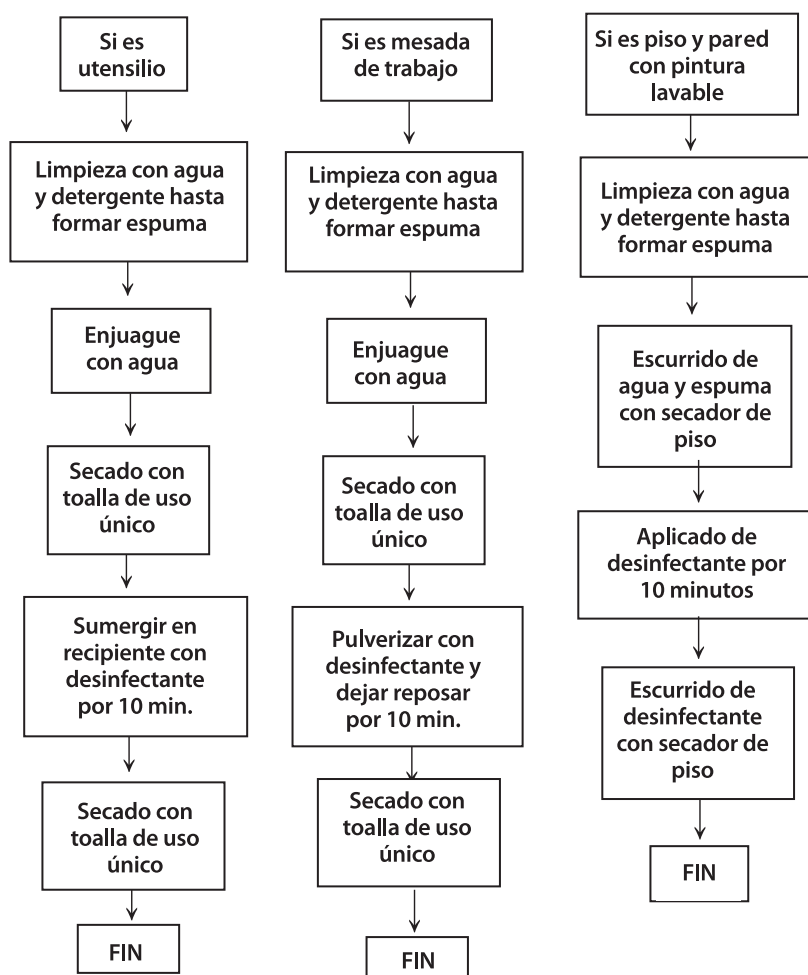 Si es
utensilio
Limpieza con agua
y detergente hasta
formar espuma
Enjuague
con agua
Secado con
toalla de uso
único
Sumergir en
recipiente con
desinfectante
por 10 min.
Secado con
toalla de uso
único
FIN
Si es mesada
de trabajo
Limpieza con agua
y detergente hasta
formar espuma
Enjuague
con agua
Secado con
toalla de uso
único
Pulverizar con
desinfectante y
dejar reposar
por 10 min.
Secado con
toalla de uso
único
FIN
Si es piso y pared
con pintura
lavable
Limpieza con agua
y detergente hasta
formar espuma
Escurrido de
agua y espuma
con secador de
piso
Aplicado de
desinfectante por
10 minutos
Escurrido de
desinfectante
con secador de
piso
FIN